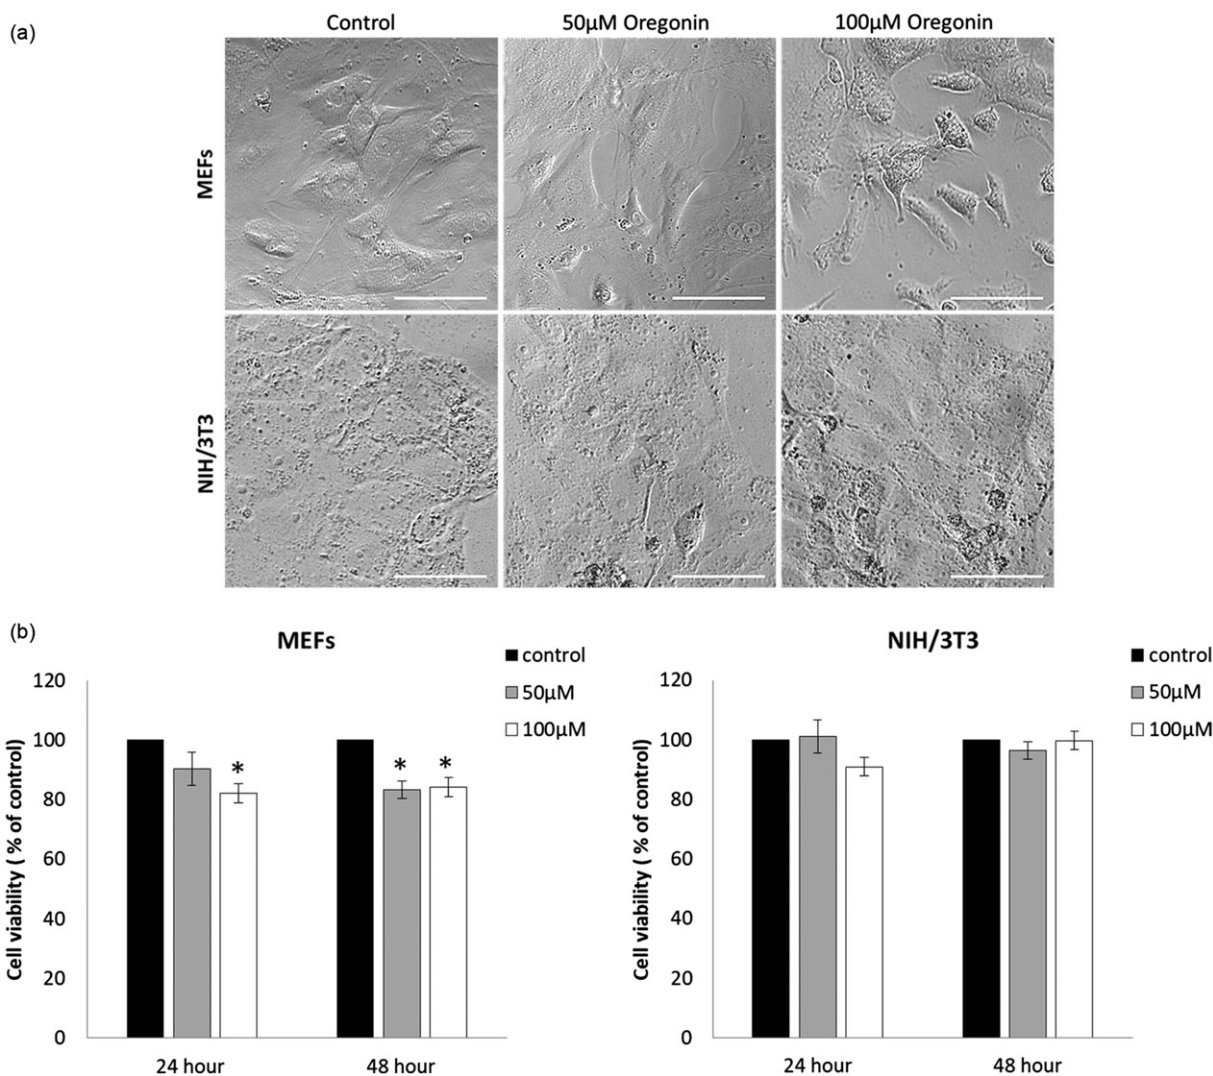 (a)
Control 50µM Oregonin 100µM Oregonin
MEFs
NIH/3T3
(b)
MEFs
control
50µM
100µM
Cell viability ( % of control)
120
100
80
60
40
20
0
* * *
24 hour 48 hour
NIH/3T3
control
50µM
100µM
Cell viability ( % of control)
120
100
80
60
40
20
0
24 hour 48 hour